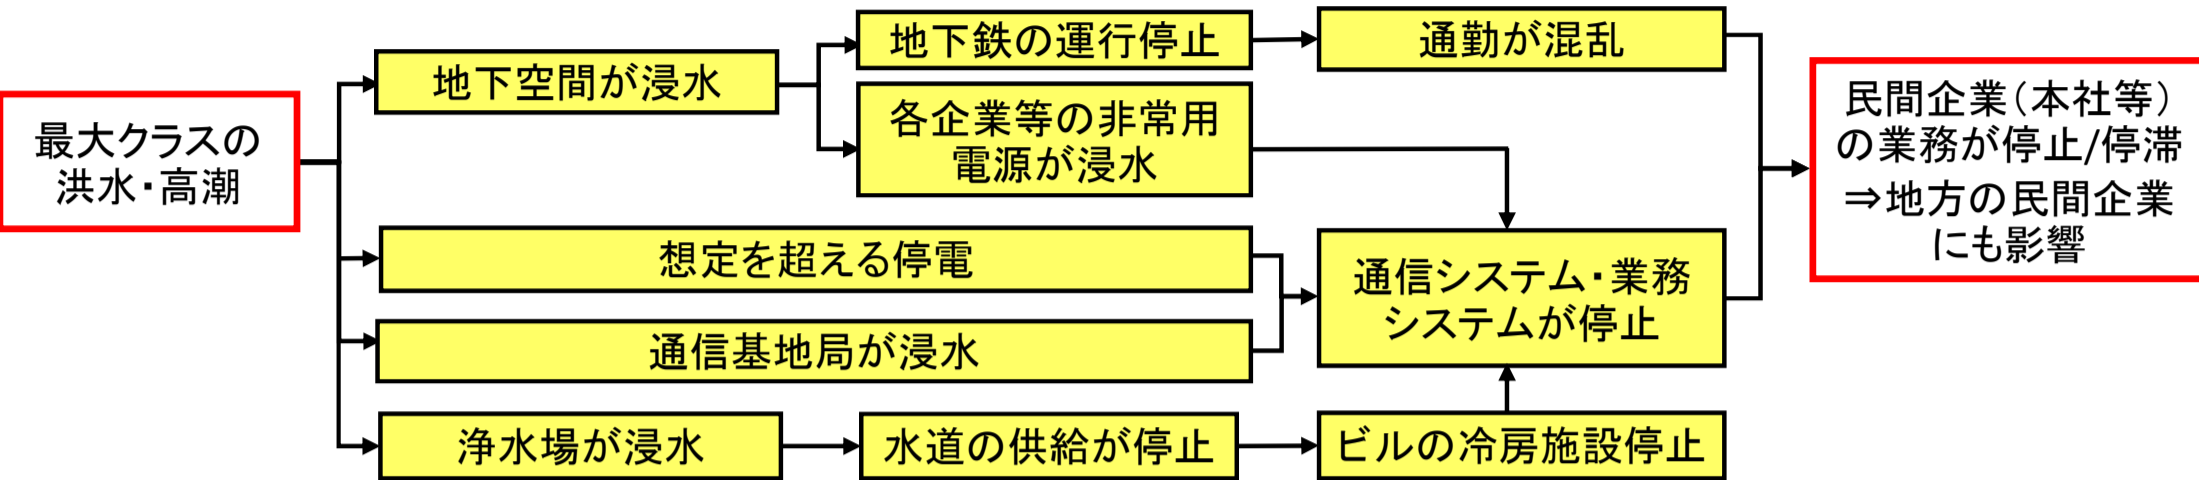 最大クラスの
洪水・高潮
地下空間が浸水
地下鉄の運行停止
通勤が混乱
各企業等の非常用
電源が浸水
想定を超える停電
通信基地局が浸水
通信システム・業務
システムが停止
浄水場が浸水
水道の供給が停止
ビルの冷房施設停止
民間企業(本社等)
の業務が停止/停滞
⇒地方の民間企業
にも影響